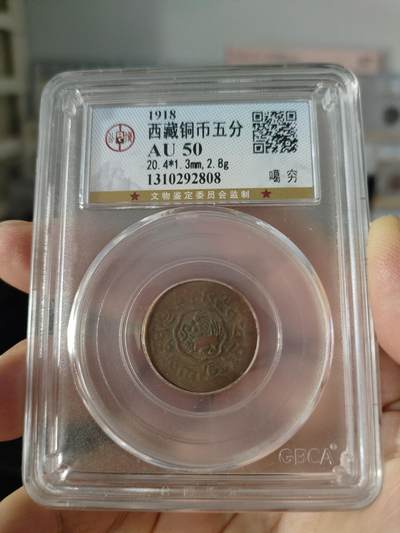 1918
西藏铜币五分
AU 50
20.4*1.3mm,2.8g
1310292808
噶穷
★ 文物鉴定委员会监制 ★
GBCA